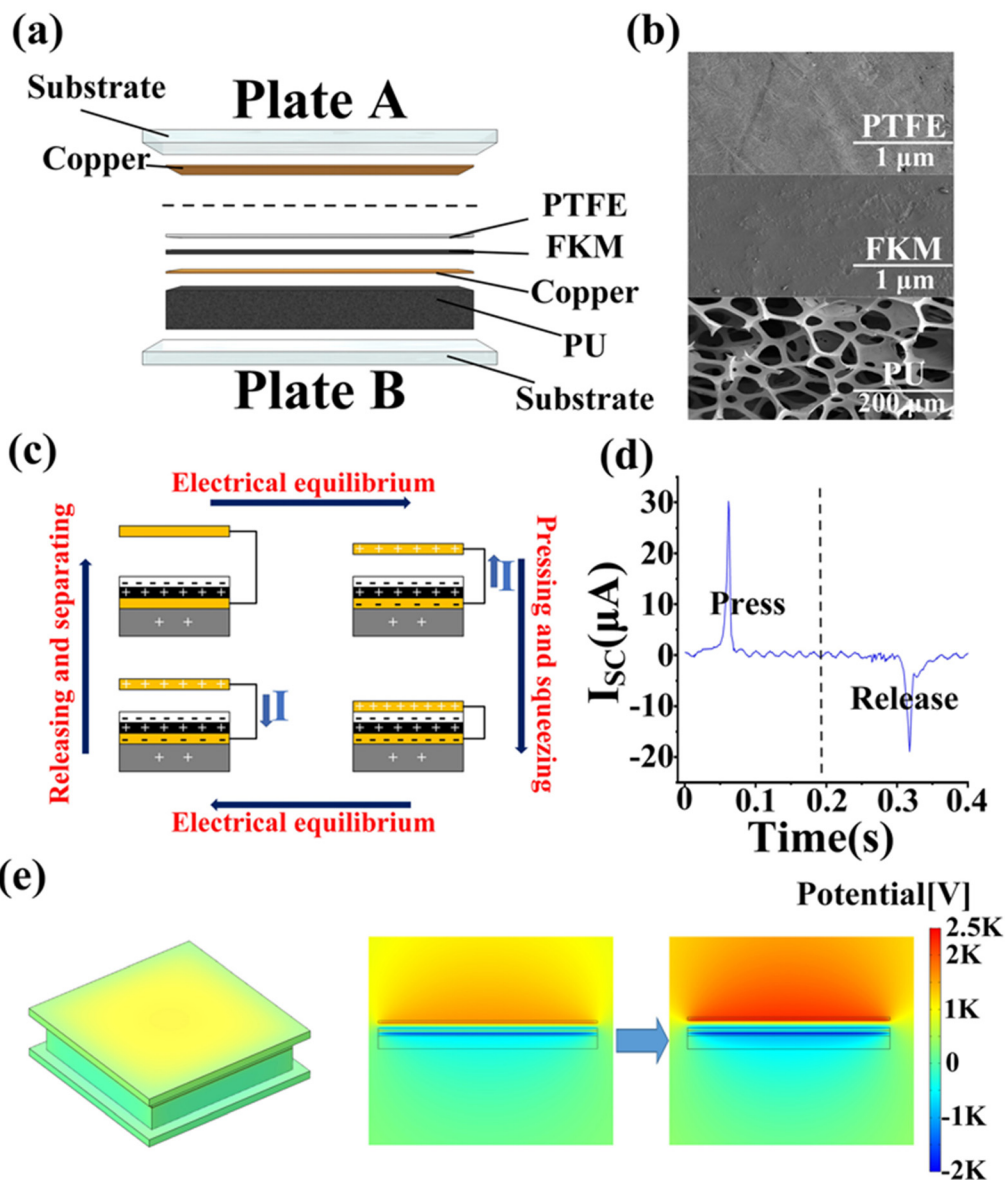 (a)
Substrate
Plate A
Copper
PTFE
FKM
Copper
PU
Plate B
Substrate
(b)
PTFE
1 μm
FKM
1 μm
PU
200 μm
(c)
Electrical equilibrium
Releasing and separating
Pressing and squeezing
I
I
Electrical equilibrium
(d)
30
20
10
0
-10
-20
I_SC(μA)
Press
Release
0
0.1
0.2
0.3
0.4
Time(s)
(e)
Potential[V]
2.5K
2K
1K
0
-1K
-2K